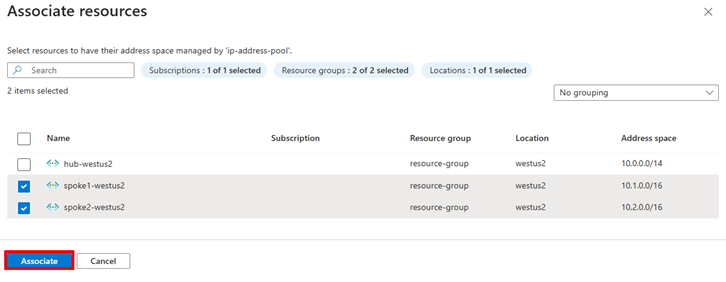 Associate resources
Select resources to have their address space managed by 'ip-address-pool'.
Search
Subscriptions : 1 of 1 selected
Resource groups : 2 of 2 selected
Locations : 1 of 1 selected
2 items selected
No grouping
Name Subscription Resource group Location Address space
hub-westus2 resource-group westus2 10.0.0.0/14
spoke1-westus2 resource-group westus2 10.1.0.0/16
spoke2-westus2 resource-group westus2 10.2.0.0/16
Associate Cancel